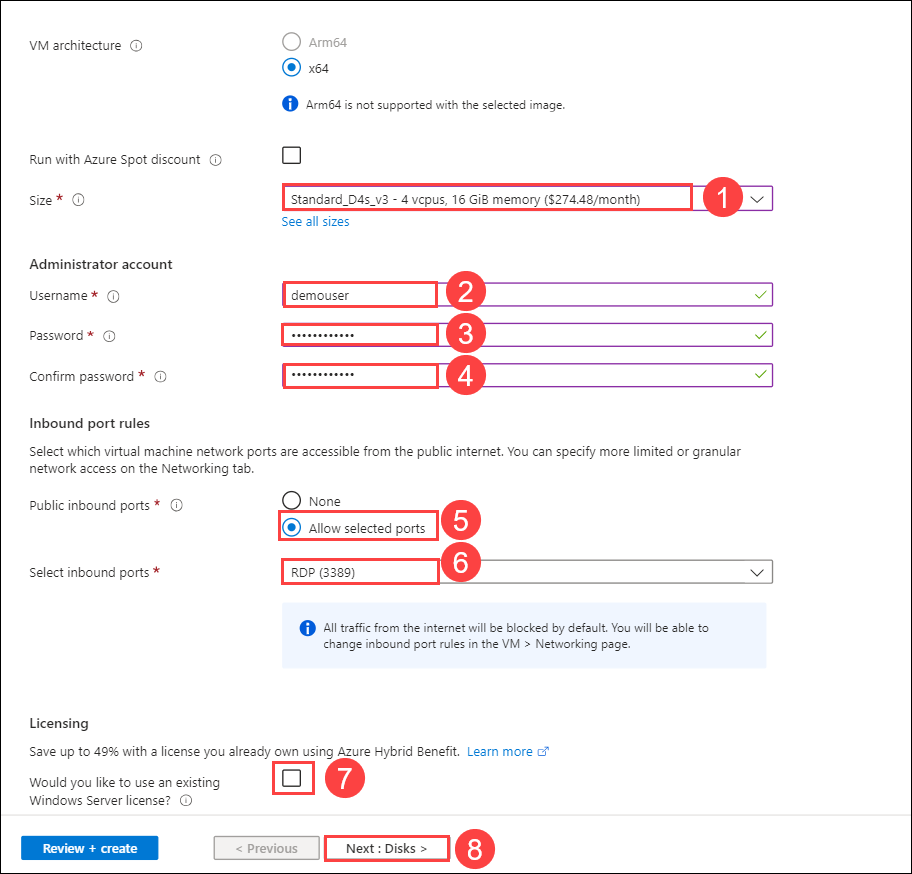 VM architecture
Arm64
x64
Arm64 is not supported with the selected image.
Run with Azure Spot discount
Size *
Standard_D4s_v3 - 4 vcpus, 16 GiB memory ($274.48/month)
1
See all sizes
Administrator account
Username *
demouser
2
Password *
••••••••••••
3
Confirm password *
••••••••••••
4
Inbound port rules
Select which virtual machine network ports are accessible from the public internet. You can specify more limited or granular
network access on the Networking tab.
Public inbound ports *
None
Allow selected ports
5
Select inbound ports *
RDP (3389)
6
All traffic from the internet will be blocked by default. You will be able to
change inbound port rules in the VM > Networking page.
Licensing
Save up to 49% with a license you already own using Azure Hybrid Benefit. Learn more
Would you like to use an existing
Windows Server license?
7
Review + create
< Previous
Next : Disks >
8